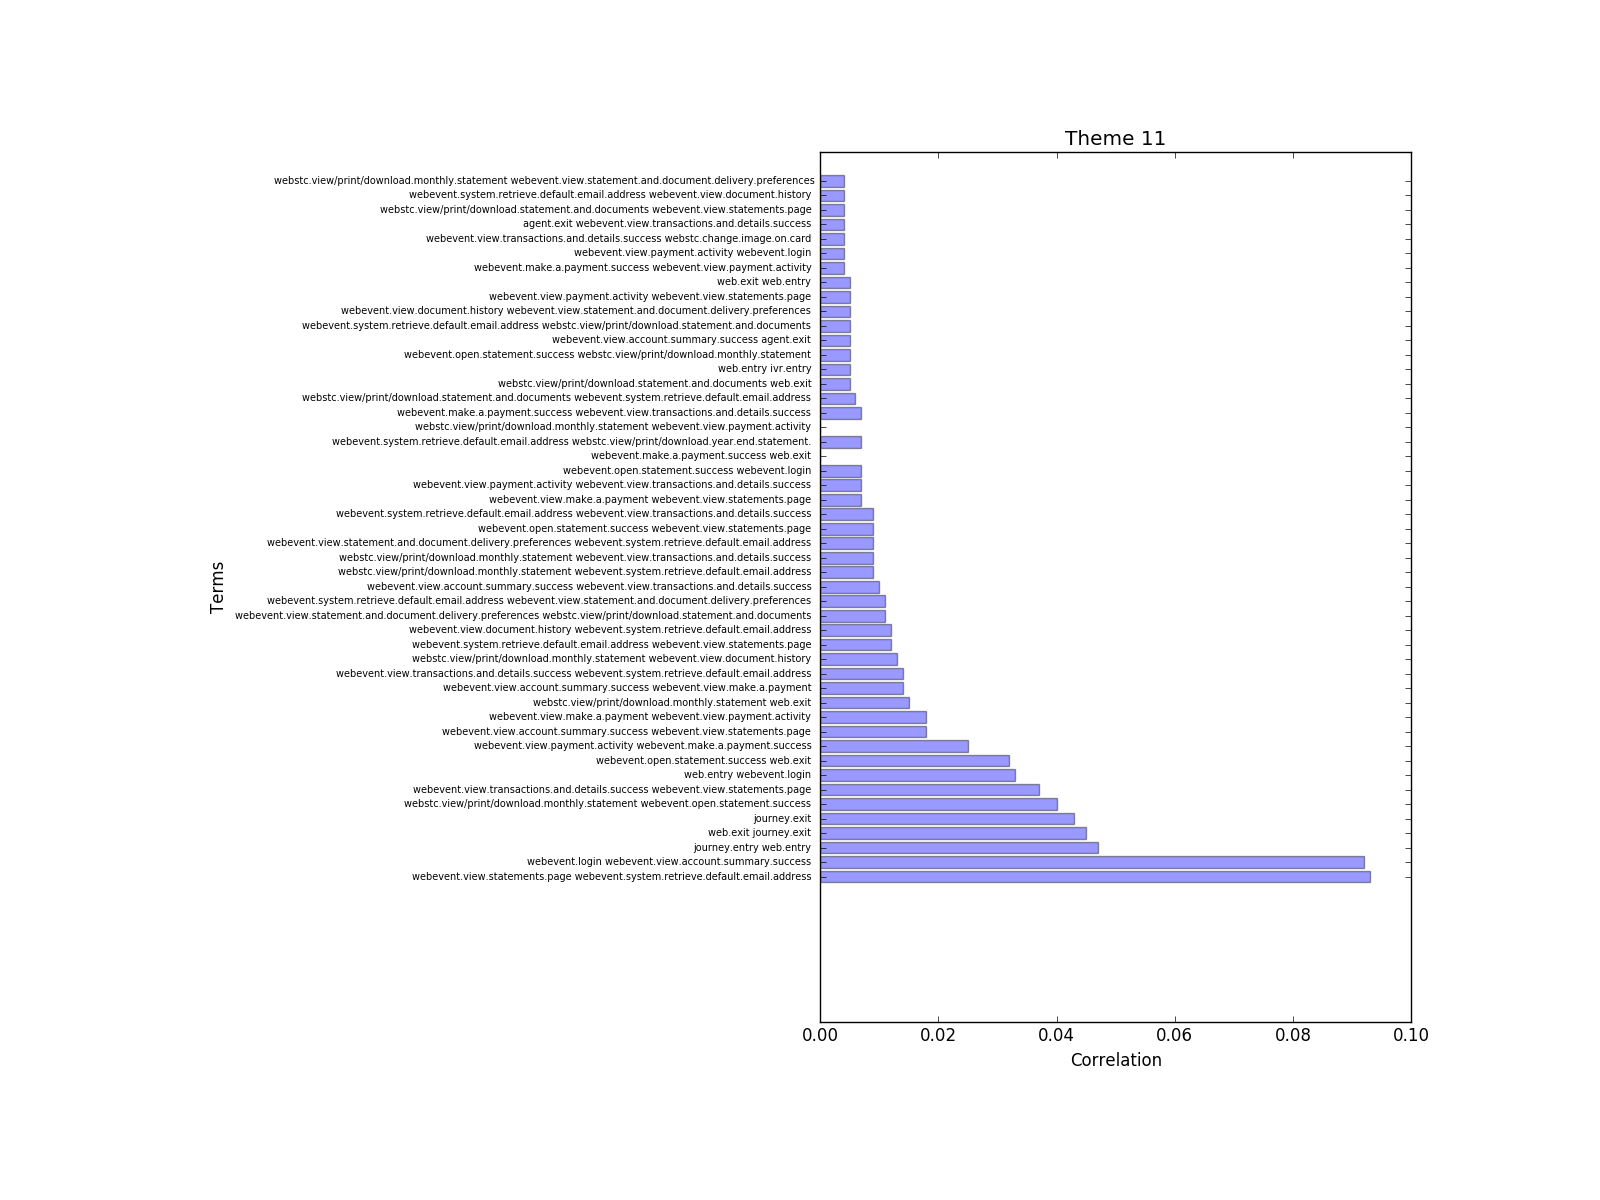 Theme 11
webstc.view/print/download.monthly.statement webevent.view.statement.and.document.delivery.preferences
webevent.system.retrieve.default.email.address webevent.view.document.history
webstc.view/print/download.statement.and.documents webevent.view.statements.page
agent.exit webevent.view.transactions.and.details.success
webevent.view.transactions.and.details.success webstc.change.image.on.card
webevent.view.payment.activity webevent.login
webevent.make.a.payment.success webevent.view.payment.activity
web.exit web.entry
webevent.view.payment.activity webevent.view.statements.page
webevent.view.document.history webevent.view.statement.and.document.delivery.preferences
webevent.system.retrieve.default.email.address webstc.view/print/download.statement.and.documents
webevent.view.account.summary.success agent.exit
webevent.open.statement.success webstc.view/print/download.monthly.statement
web.entry ivr.entry
webstc.view/print/download.statement.and.documents web.exit
webstc.view/print/download.statement.and.documents webevent.system.retrieve.default.email.address
webevent.make.a.payment.success webevent.view.transactions.and.details.success
webstc.view/print/download.monthly.statement webevent.view.payment.activity
webevent.system.retrieve.default.email.address webstc.view/print/download.year.end.statement.
webevent.make.a.payment.success web.exit
webevent.open.statement.success webevent.login
webevent.view.payment.activity webevent.view.transactions.and.details.success
webevent.view.make.a.payment webevent.view.statements.page
webevent.system.retrieve.default.email.address webevent.view.transactions.and.details.success
webevent.open.statement.success webevent.view.statements.page
webevent.view.statement.and.document.delivery.preferences webevent.system.retrieve.default.email.address
webstc.view/print/download.monthly.statement webevent.view.transactions.and.details.success
webstc.view/print/download.monthly.statement webevent.system.retrieve.default.email.address
webevent.view.account.summary.success webevent.view.transactions.and.details.success
webevent.system.retrieve.default.email.address webevent.view.statement.and.document.delivery.preferences
webevent.view.statement.and.document.delivery.preferences webstc.view/print/download.statement.and.documents
webevent.view.document.history webevent.system.retrieve.default.email.address
webevent.system.retrieve.default.email.address webevent.view.statements.page
webstc.view/print/download.monthly.statement webevent.view.document.history
webevent.view.transactions.and.details.success webevent.system.retrieve.default.email.address
webevent.view.account.summary.success webevent.view.make.a.payment
webstc.view/print/download.monthly.statement web.exit
webevent.view.make.a.payment webevent.view.payment.activity
webevent.view.account.summary.success webevent.view.statements.page
webevent.view.payment.activity webevent.make.a.payment.success
webevent.open.statement.success web.exit
web.entry webevent.login
webevent.view.transactions.and.details.success webevent.view.statements.page
webstc.view/print/download.monthly.statement webevent.open.statement.success
journey.exit
web.exit journey.exit
journey.entry web.entry
webevent.login webevent.view.account.summary.success
webevent.view.statements.page webevent.system.retrieve.default.email.address
Terms
0.00 0.02 0.04 0.06 0.08 0.10
Correlation